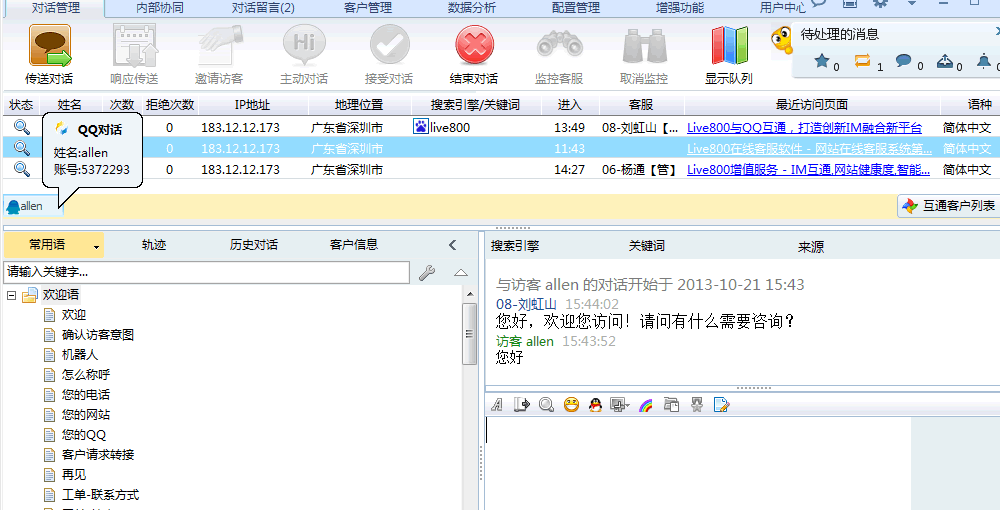 对话管理 内部协同 对话留言(2) 客户管理 数据分析 配置管理 增强功能 用户中心
待处理的消息
0 1 0 0 0
传送对话 响应传送 邀请访客 主动对话 接受对话 结束对话 监控客服 取消监控 显示队列
状态 姓名 次数 拒绝次数 IP地址 地理位置 搜索引擎/关键词 进入 客服 最近访问页面 语种
0 183.12.12.173 广东省深圳市 live800 13:49 08-刘虹山【... Live800与QQ互通，打造创新IM融合新平台 简体中文
0 183.12.12.173 广东省深圳市 11:43 Live800在线客服软件 - 网站在线客服系统第... 简体中文
0 183.12.12.173 广东省深圳市 14:27 06-杨通【管】 Live800增值服务 - IM互通,网站健康度,智能... 简体中文
QQ对话
姓名:allen
账号:5372293
allen 互通客户列表
常用语 轨迹 历史对话 客户信息
搜索引擎 关键词 来源
请输入关键字...
欢迎语
欢迎
确认访客意图
机器人
怎么称呼
您的电话
您的网站
您的QQ
客户请求转接
再见
工单-联系方式
与访客 allen 的对话开始于 2013-10-21 15:43
08-刘虹山 15:44:02
您好，欢迎您访问！请问有什么需要咨询？
访客 allen 15:43:52
您好